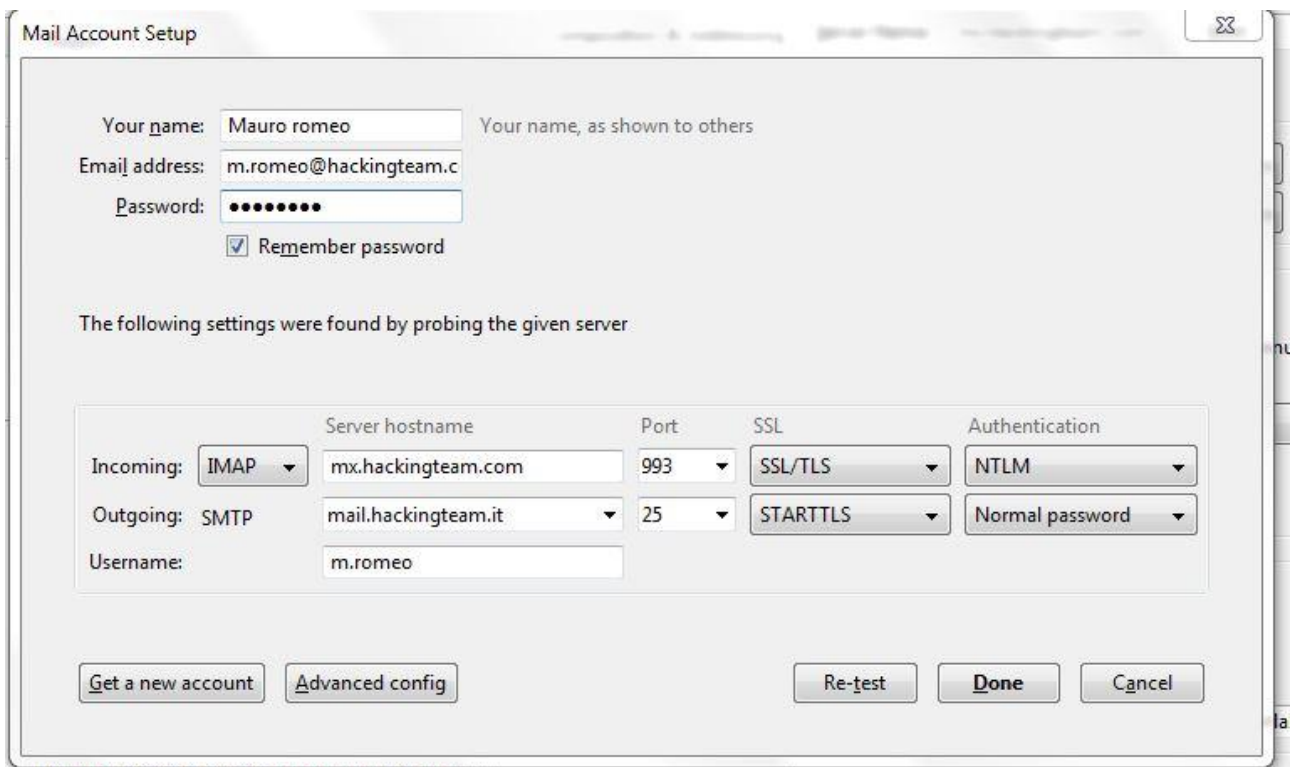 Mail Account Setup
Your name: Mauro romeo Your name, as shown to others
Email address: m.romeo@hackingteam.c
Password: ●●●●●●●●
Remember password
The following settings were found by probing the given server
Server hostname Port SSL Authentication
Incoming: IMAP mx.hackingteam.com 993 SSL/TLS NTLM
Outgoing: SMTP mail.hackingteam.it 25 STARTTLS Normal password
Username: m.romeo
Get a new account Advanced config Re-test Done Cancel